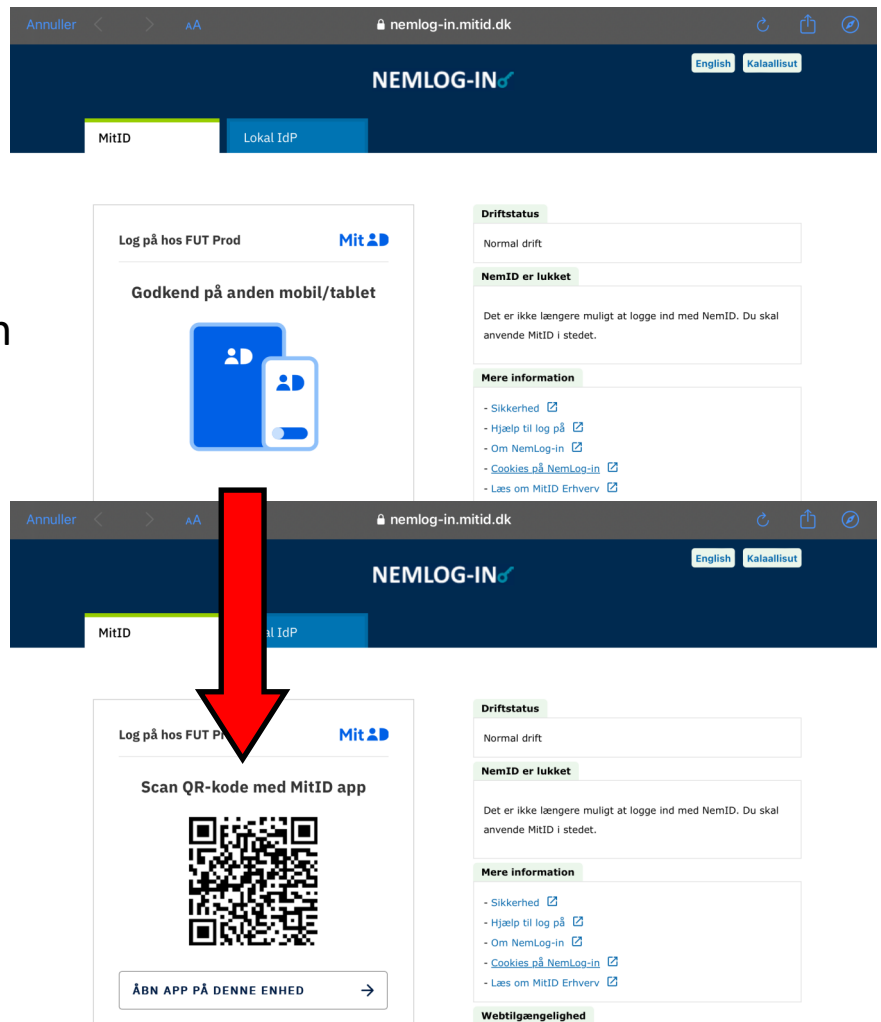 Annuller AA nemlog-in.mitid.dk
NEMLOG-IN English Kalaallisut
MitID Lokal IdP
Log på hos FUT Prod Mit
Godkend på anden mobil/tablet
Driftstatus
Normal drift
NemID er lukket
Det er ikke længere muligt at logge ind med NemID. Du skal
anvende MitID i stedet.
Mere information
- Sikkerhed
- Hjælp til log på
- Om NemLog-in
- Cookies på NemLog-in
- Læs om MitID Erhverv
Annuller AA nemlog-in.mitid.dk
NEMLOG-IN English Kalaallisut
MitID al IdP
Log på hos FUT P Mit
Scan QR-kode med MitID app
ÅBN APP PÅ DENNE ENHED
Driftstatus
Normal drift
NemID er lukket
Det er ikke længere muligt at logge ind med NemID. Du skal
anvende MitID i stedet.
Mere information
- Sikkerhed
- Hjælp til log på
- Om NemLog-in
- Cookies på NemLog-in
- Læs om MitID Erhverv
Webtilgængelighed